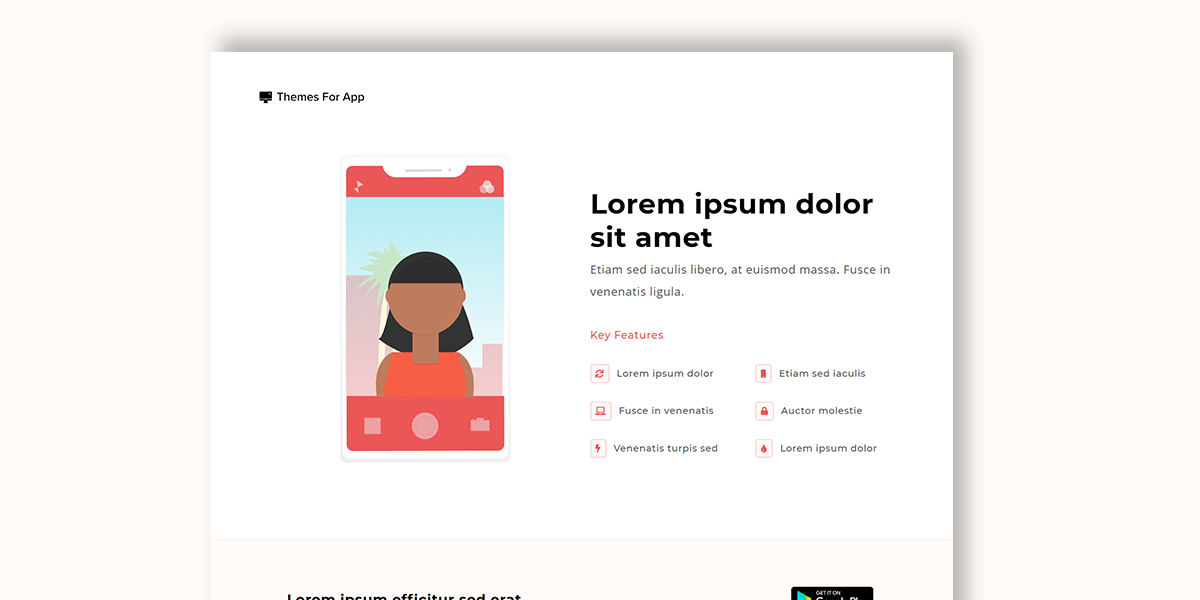 Themes For App
Lorem ipsum dolor
sit amet
Etiam sed iaculis libero, at euismod massa. Fusce in
venenatis ligula.
Key Features
Lorem ipsum dolor
Etiam sed iaculis
Fusce in venenatis
Auctor molestie
Venenatis turpis sed
Lorem ipsum dolor
Lorem ipsum efficitur sed erat
GET IT ON